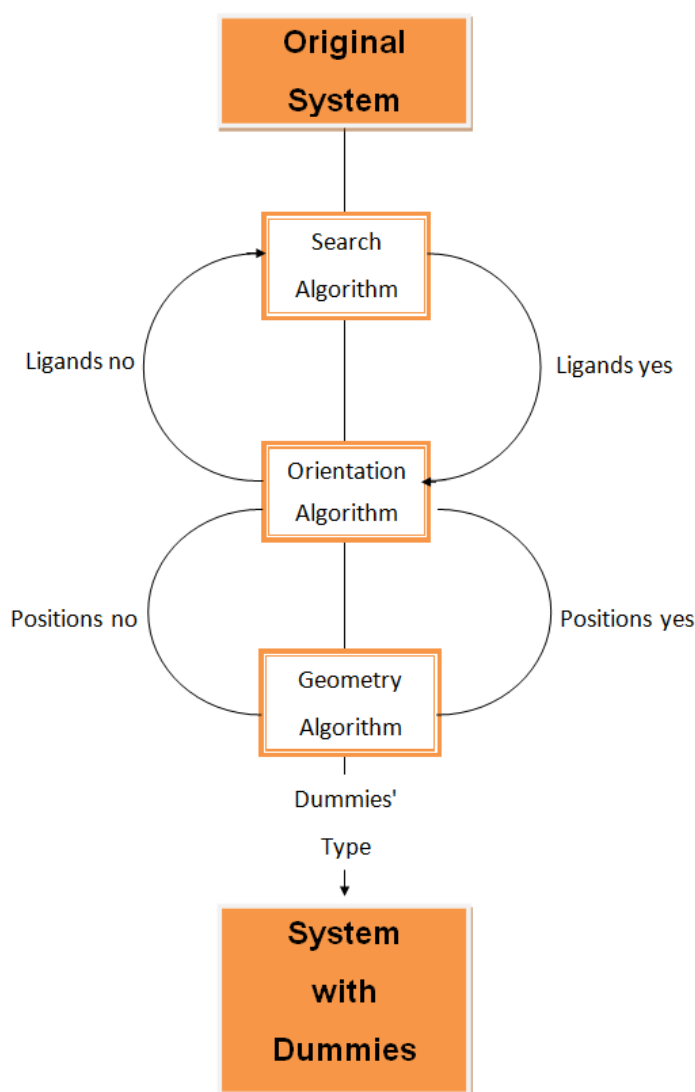 Original
System
Search
Algorithm
Ligands no
Ligands yes
Orientation
Algorithm
Positions no
Positions yes
Geometry
Algorithm
Dummies'
Type
System
with
Dummies